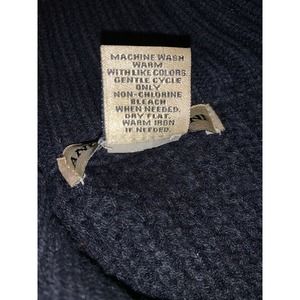 MACHINE WASH
WARM
WITH LIKE COLORS.
GENTLE CYCLE
ONLY
NON-CHLORINE
BLEACH
WHEN NEEDED.
DRY FLAT.
WARM IRON
IF NEEDED.